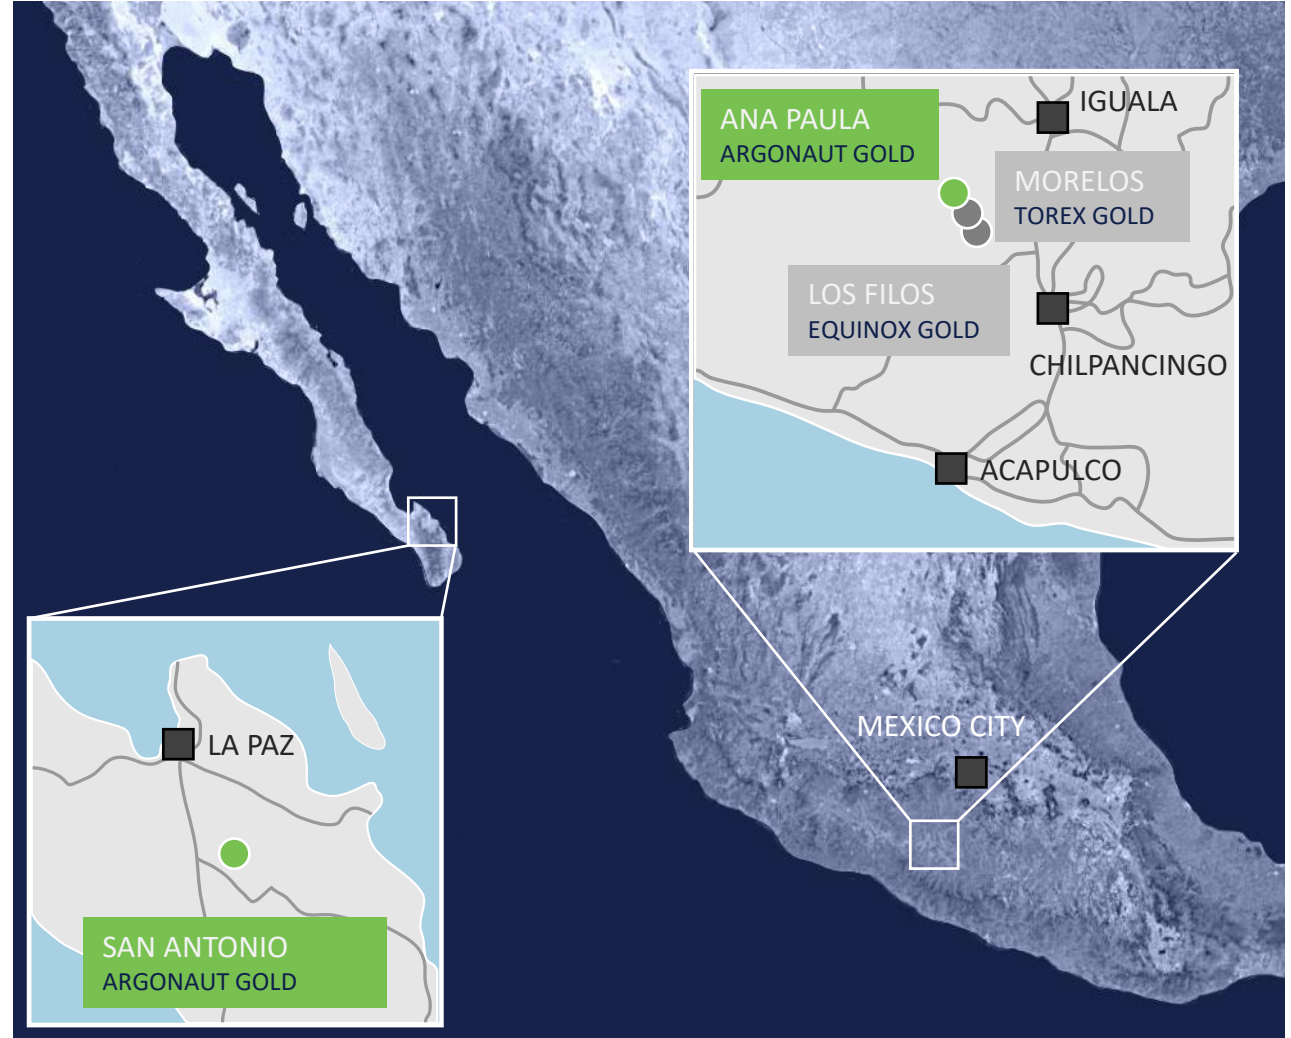 ANA PAULA
ARGONAUT GOLD
IGUALA
MORELOS
TOREX GOLD
LOS FILOS
EQUINOX GOLD
CHILPANCINGO
ACAPULCO
MEXICO CITY
LA PAZ
SAN ANTONIO
ARGONAUT GOLD